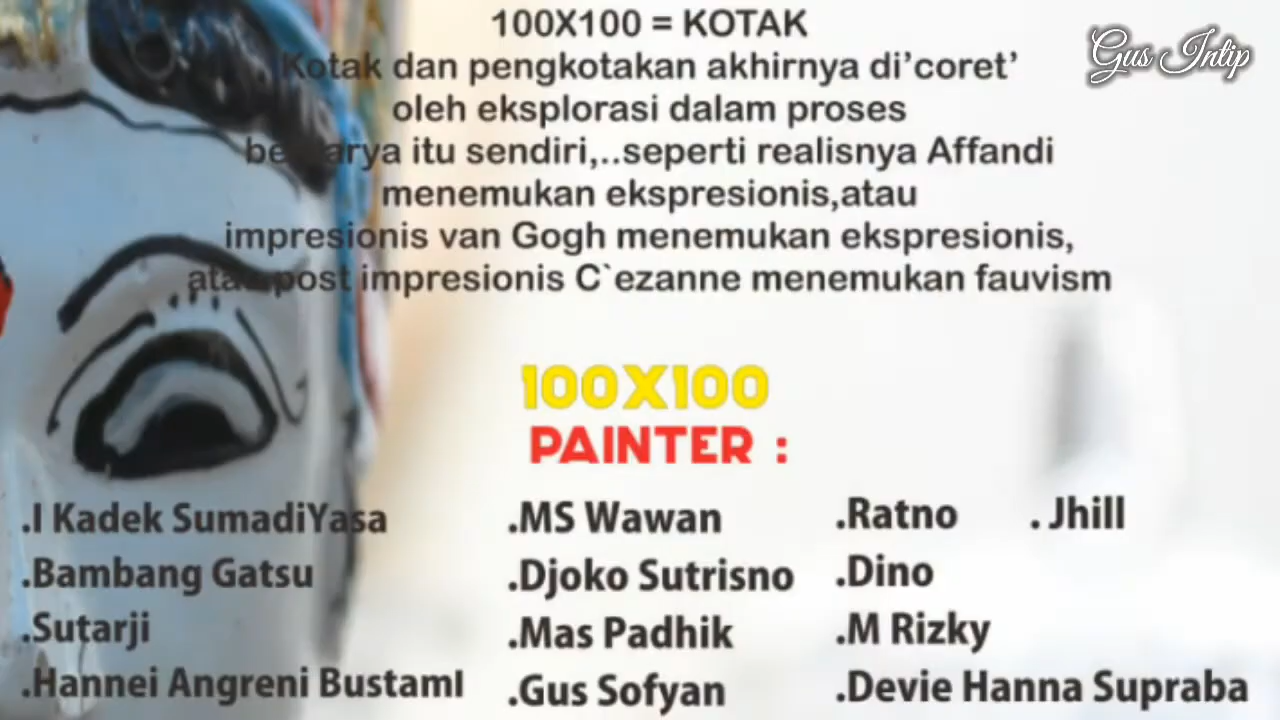 100X100 = KOTAK
Gus Intip
Kotak dan pengkotakan akhirnya di’coret’
oleh eksplorasi dalam proses
berkarya itu sendiri,..seperti realisnya Affandi
menemukan ekspresionis,atau
impresionis van Gogh menemukan ekspresionis,
atau post impresionis C`ezanne menemukan fauvism
100X100
PAINTER :
.I Kadek SumadiYasa
.Bambang Gatsu
.Sutarji
.Hannei Angreni BustamI
.MS Wawan
.Djoko Sutrisno
.Mas Padhik
.Gus Sofyan
.Ratno . Jhill
.Dino
.M Rizky
.Devie Hanna Supraba